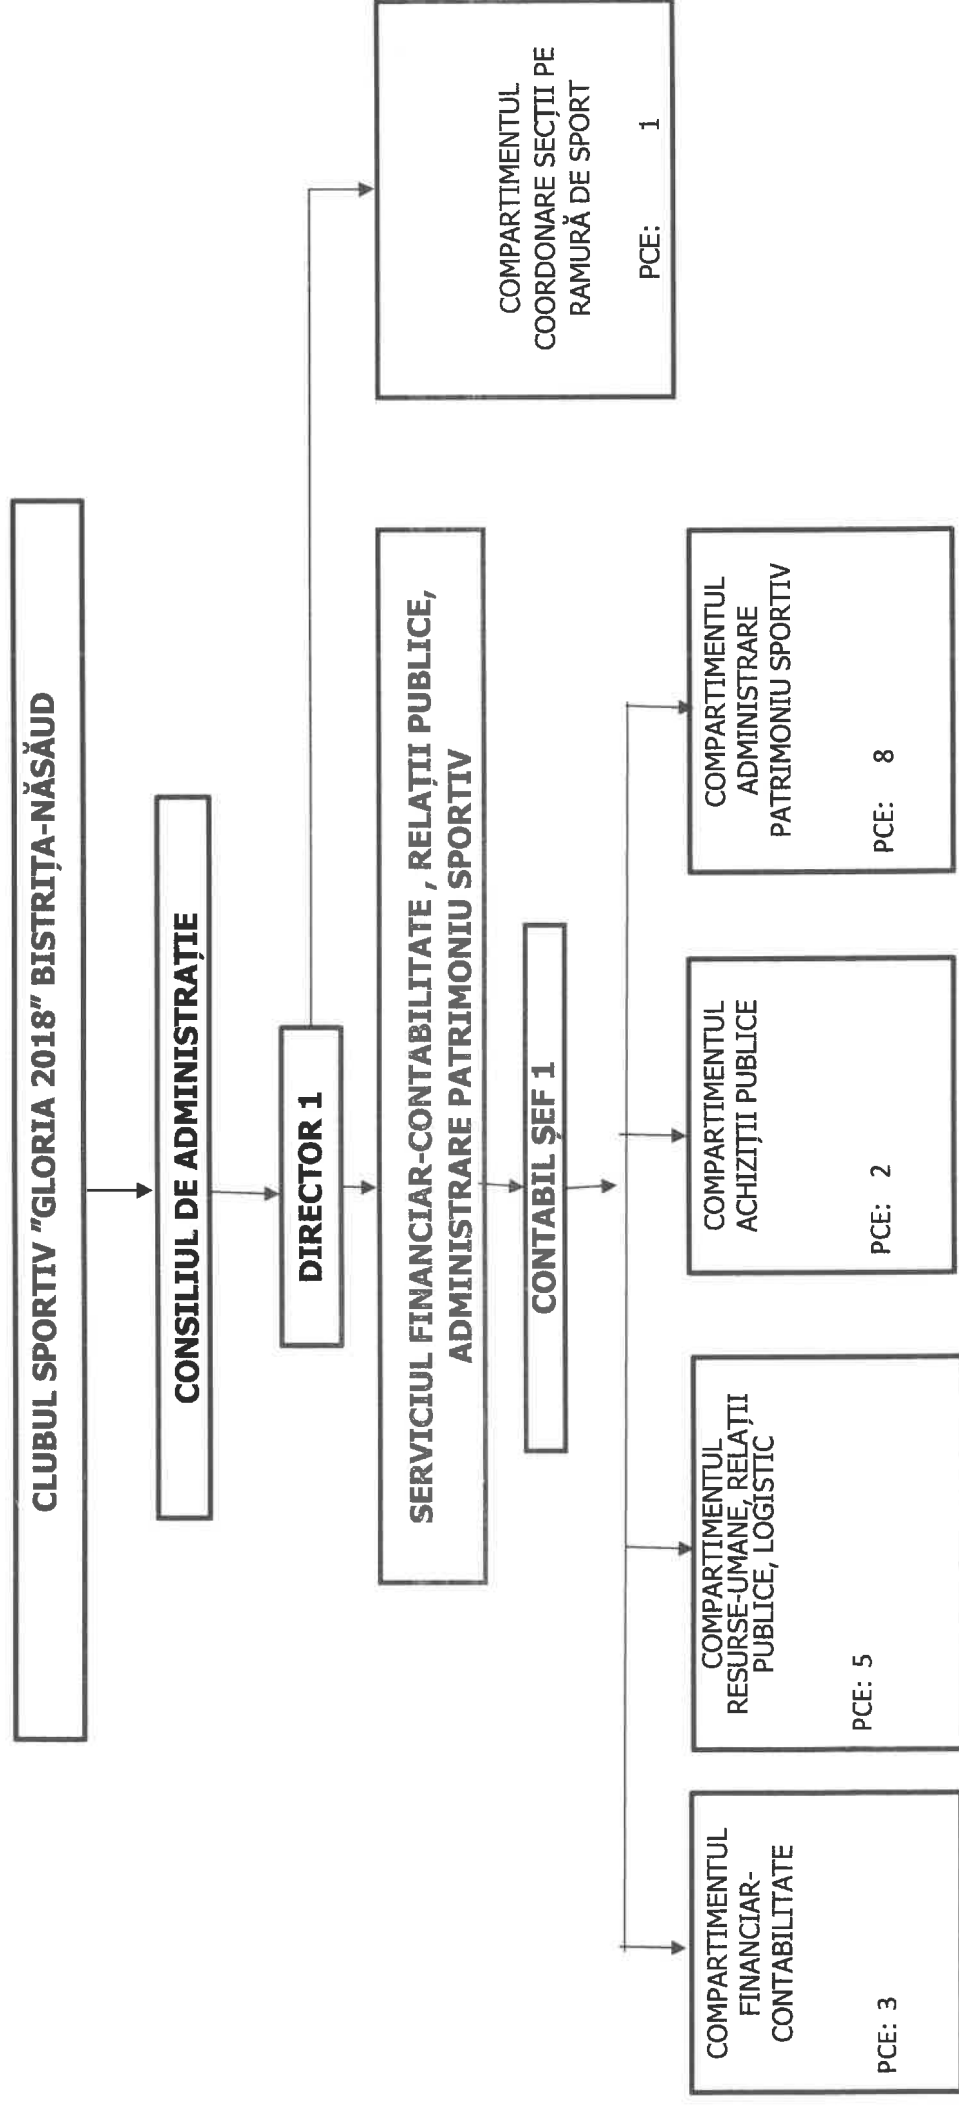 CLUBUL SPORTIV "GLORIA 2018" BISTRIȚA-NĂSĂUD
CONSILIUL DE ADMINISTRAȚIE
DIRECTOR 1
COMPARTIMENTUL
COORDONARE SECȚII PE
RAMURĂ DE SPORT
PCE: 1
SERVICIUL FINANCIAR-CONTABILITATE , RELAȚII PUBLICE,
ADMINISTRARE PATRIMONIU SPORTIV
CONTABIL ȘEF 1
COMPARTIMENTUL
FINANCIAR-
CONTABILITATE
PCE: 3
COMPARTIMENTUL
RESURSE-UMANE, RELAȚII
PUBLICE, LOGISTIC
PCE: 5
COMPARTIMENTUL
ACHIZIȚII PUBLICE
PCE: 2
COMPARTIMENTUL
ADMINISTRARE
PATRIMONIU SPORTIV
PCE: 8